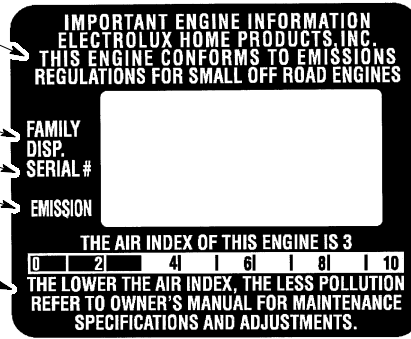 IMPORTANT ENGINE INFORMATION
ELECTROLUX HOME PRODUCTS, INC.
THIS ENGINE CONFORMS TO EMISSIONS
REGULATIONS FOR SMALL OFF ROAD ENGINES
FAMILY
DISP.
SERIAL #
EMISSION
THE AIR INDEX OF THIS ENGINE IS 3
0 2 4 6 8 10
THE LOWER THE AIR INDEX, THE LESS POLLUTION
REFER TO OWNER'S MANUAL FOR MAINTENANCE
SPECIFICATIONS AND ADJUSTMENTS.